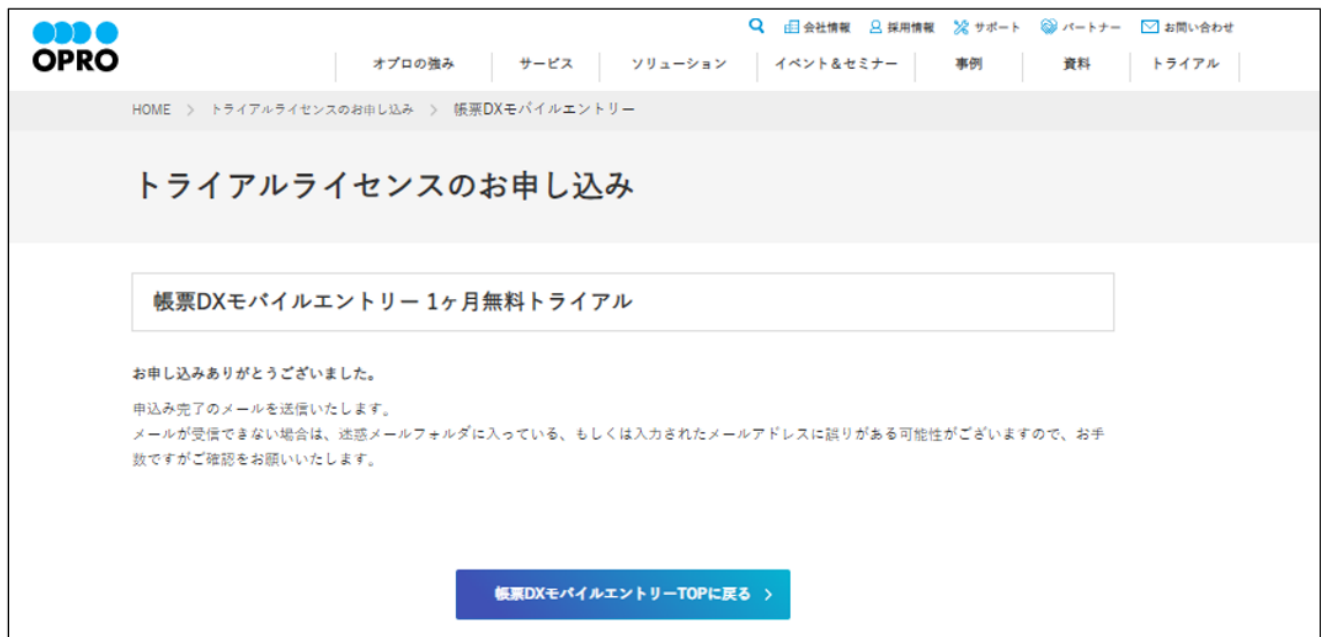 会社情報 採用情報 サポート パートナー お問い合わせ
OPRO
オプロの強み サービス ソリューション イベント&セミナー 事例 資料 トライアル
HOME > トライアルライセンスのお申し込み > 帳票DXモバイルエントリー
トライアルライセンスのお申し込み
帳票DXモバイルエントリー 1ヶ月無料トライアル
お申し込みありがとうございました。
申込み完了のメールを送信いたします。
メールが受信できない場合は、迷惑メールフォルダに入っている、もしくは入力されたメールアドレスに誤りがある可能性がございますので、お手
数ですがご確認をお願いいたします。
帳票DXモバイルエントリーTOPに戻る >